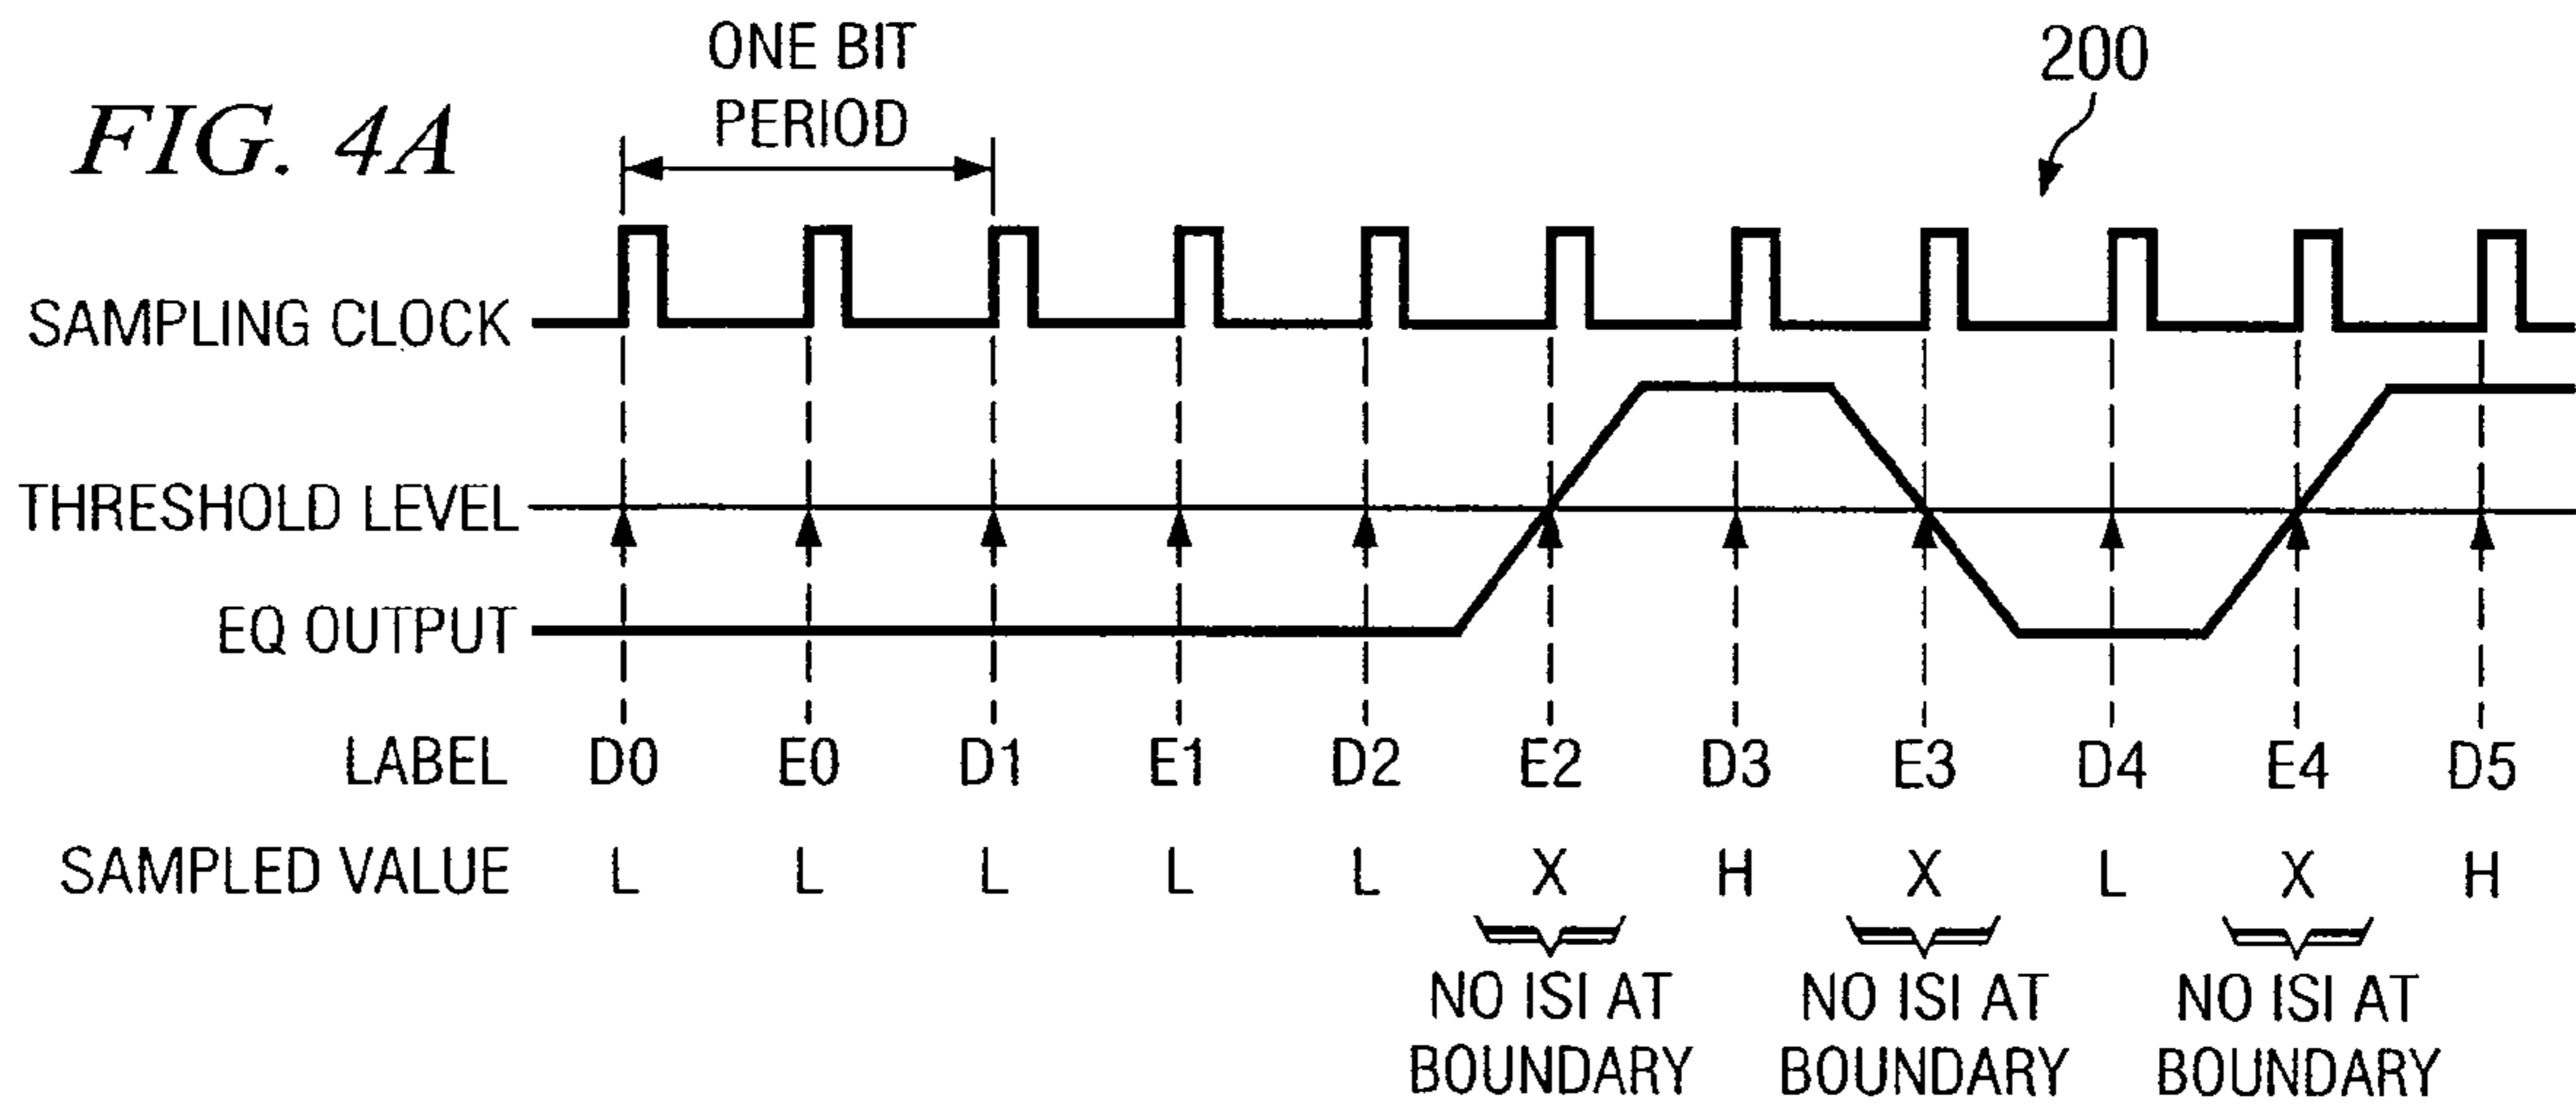 FIG. 4A
ONE BIT
PERIOD
200
SAMPLING CLOCK
THRESHOLD LEVEL
EQ OUTPUT
LABEL D0 E0 D1 E1 D2 E2 D3 E3 D4 E4 D5
SAMPLED VALUE L L L L L X H X L X H
NO ISI AT
BOUNDARY
NO ISI AT
BOUNDARY
NO ISI AT
BOUNDARY